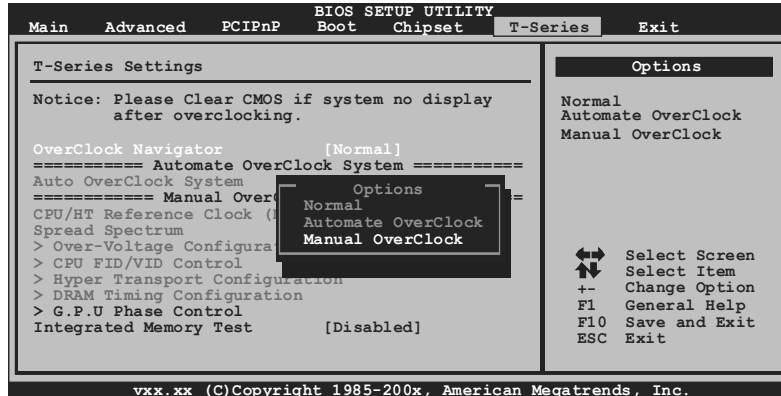 BIOS SETUP UTILITY
Main Advanced PCIPnP Boot Chipset T-Series Exit
T-Series Settings
Notice: Please Clear CMOS if system no display
after overclocking.
OverClock Navigator [Normal]
=========== Automate OverClock System ===========
Auto OverClock System
============ Manual Over =
CPU/HT Reference Clock (
Spread Spectrum
> Over-Voltage Configura
> CPU FID/VID Control
> Hyper Transport Configuration
> DRAM Timing Configuration
> G.P.U Phase Control
Integrated Memory Test [Disabled]
Options
Normal
Automate OverClock
Manual OverClock
Options
Normal
Automate OverClock
Manual OverClock
Select Screen
Select Item
+- Change Option
F1 General Help
F10 Save and Exit
ESC Exit
vxx.xx (C)Copyright 1985-200x, American Megatrends, Inc.